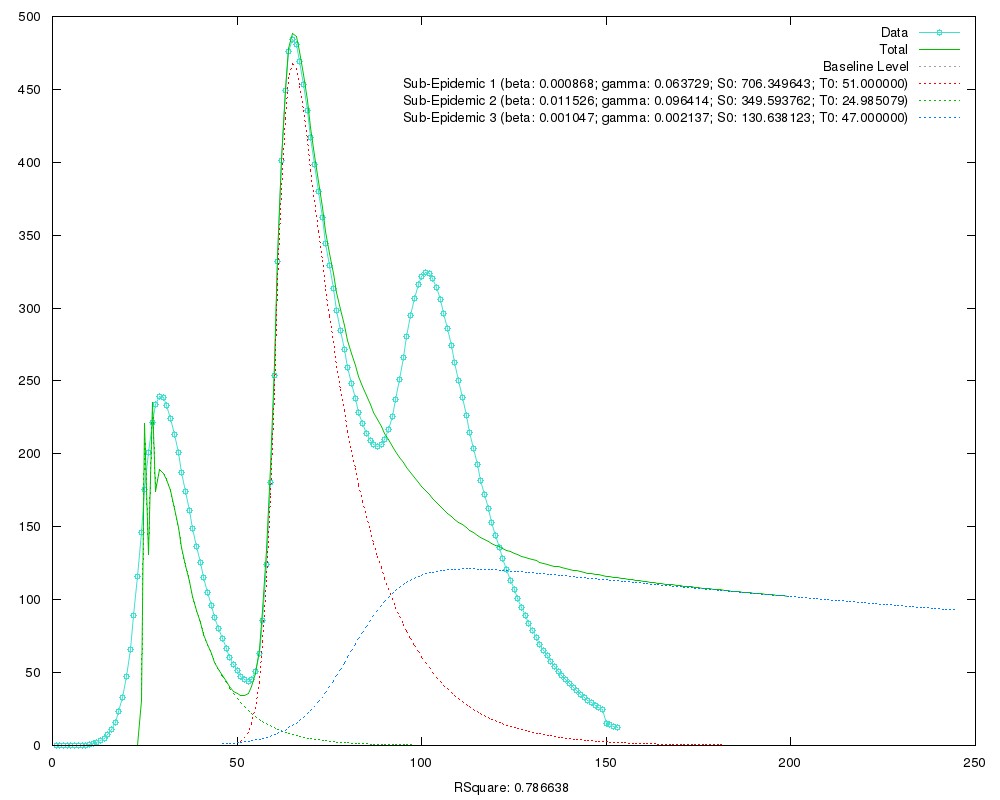 Data
Total
Baseline Level
Sub-Epidemic 1 (beta: 0.000868; gamma: 0.063729; S0: 706.349643; T0: 51.000000)
Sub-Epidemic 2 (beta: 0.011526; gamma: 0.096414; S0: 349.593762; T0: 24.985079)
Sub-Epidemic 3 (beta: 0.001047; gamma: 0.002137; S0: 130.638123; T0: 47.000000)
500
450
400
350
300
250
200
150
100
50
0
0 50 100 150 200 250
RSquare: 0.786638